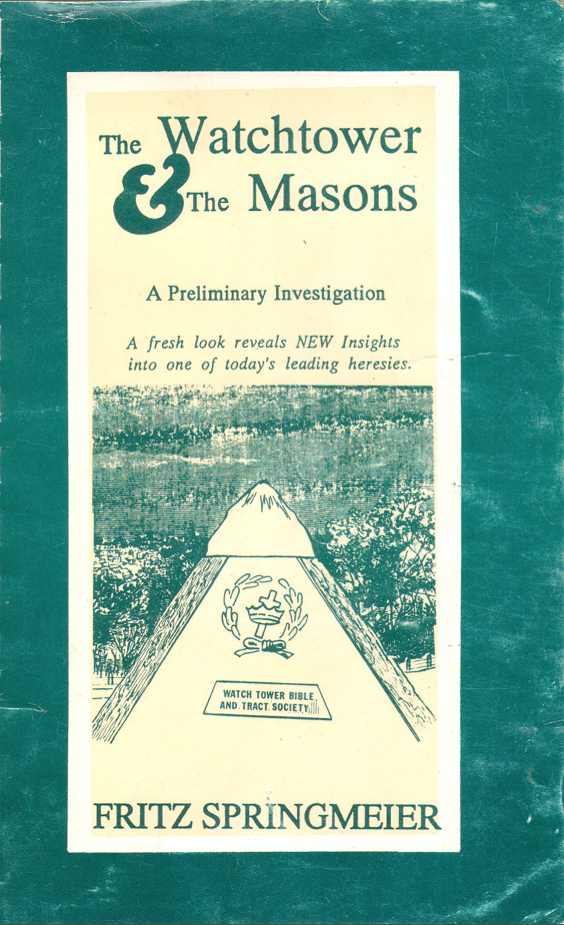 The Watchtower
& The Masons
A Preliminary Investigation
A fresh look reveals NEW Insights
into one of today's leading heresies.
WATCH TOWER BIBLE
AND TRACT SOCIETY
FRITZ SPRINGMEIER